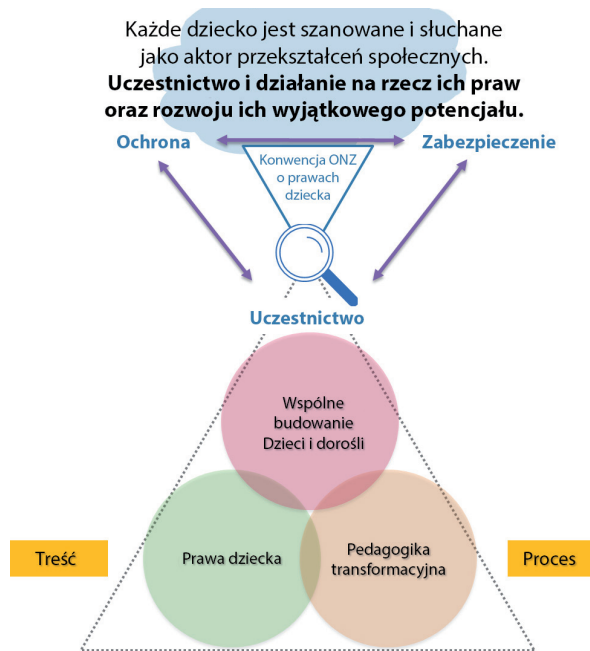 Każde dziecko jest szanowane i słuchane
jako aktor przekształceń społecznych.
Uczestnictwo i działanie na rzecz ich praw
oraz rozwoju ich wyjątkowego potencjału.
Ochrona
Zabezpieczenie
Konwencja ONZ
o prawach
dziecka
Uczestnictwo
Wspólne
budowanie
Dzieci i dorośli
Treść
Prawa dziecka
Pedagogika
transformacyjna
Proces